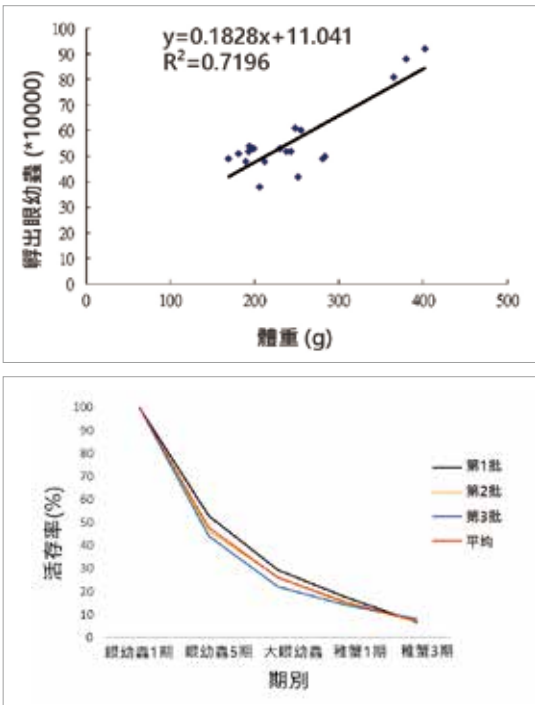 y=0.1828x+11.041
R²=0.7196
孵出眼幼蟲 (*10000)
100
90
80
70
60
50
40
30
20
10
0
0 100 200 300 400 500
體重 (g)
活存率(%)
100
90
80
70
60
50
40
30
20
10
0
第1批
第2批
第3批
平均
眼幼蟲1期 眼幼蟲5期 大眼幼蟲 稚蟹1期 稚蟹3期
期別